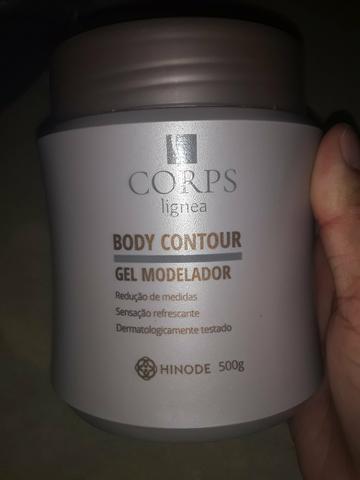 CORPS
lignea
BODY CONTOUR
GEL MODELADOR
Redução de medidas
Sensação refrescante
Dermatologicamente testado
HINODE 500g